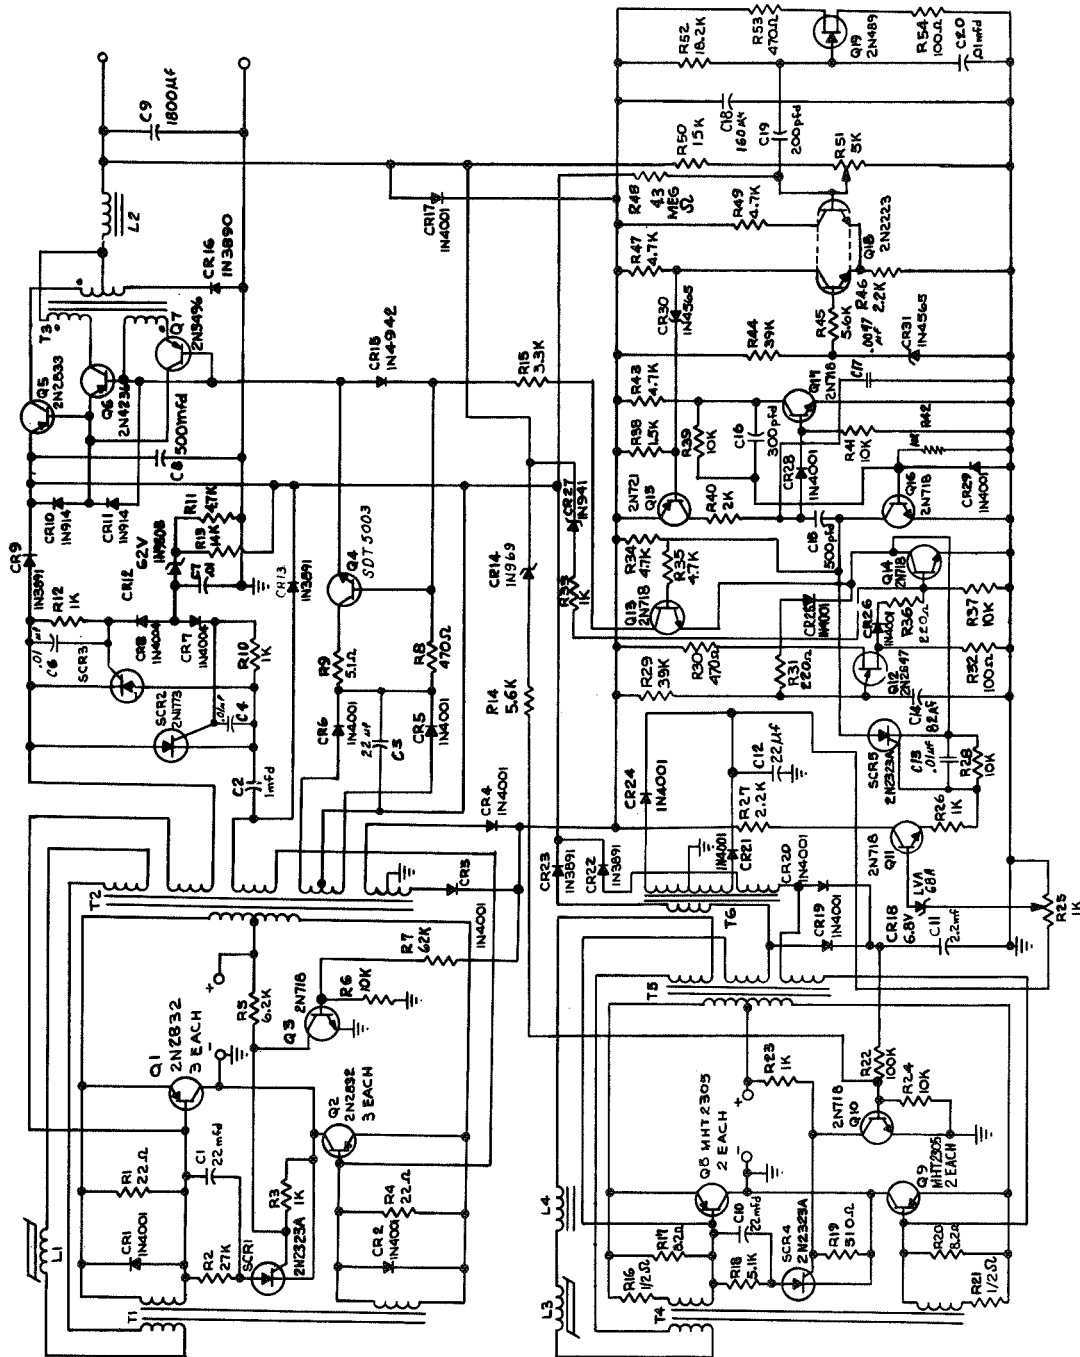 L1
T1
CR1
1N4001
R1
22Ω
R2
27K
C1
22mfd
SCR1
2N2323A
Q1
2N2832
3 EACH
R3
1K
R5
6.2K
+
-
Q2
2N2832
3 EACH
R4
22Ω
CR2
1N4001
Q3
2N718
R6
10K
R7
62K
T2
CR3
1N4001
CR4
1N4001
C2
1mfd
SCR2
2N1773
C4
.01μf
R10
1K
SCR3
C6
.01μf
R12
1K
CR8
1N4004
CR7
1N4004
CR9
1N3891
CR12
62V
C7
.01
R13
14K
R11
47K
CR10
1N914
CR11
1N914
C8 500mfd
CR13
1N3891
Q5
2N2833
Q6
Q7
2N3496
T3
CR16
1N3890
L2
C9
1800μf
CR6
1N4001
C5
22μf
CR5
1N4001
R9
5.1Ω
R8
470Ω
Q4
SDT5003
CR15
1N4942
R15
3.3K
CR17
1N4001
R14
5.6K
CR14
1N969
CR27
1N941
R33
1K
L3
L4
T4
R16
1/2Ω
R17
82Ω
R18
5.1K
C10
22mfd
SCR4
2N2323A
R19
510Ω
Q8 MHT2305
2 EACH
+
-
R23
1K
Q9
MHT2305
2 EACH
R20
8.2Ω
R21
1/2Ω
Q10
2N718
R22
100K
R24
10K
T5
T6
CR23
1N3891
CR22
1N3891
CR24
1N4001
CR21
1N4001
CR20
1N4001
CR19
1N4001
CR18
6.8V
LVA
68A
C11
2.2mf
R25
1K
C12
22μf
R27
2.2K
Q11
2N718
R26
1K
R28
10K
C13
.01μf
SCR5
2N2323A
R29
39K
R30
470Ω
R31
220Ω
C14
Q12
2N2647
R32
100Ω
CR26
1N4001
R36
220Ω
R37
10K
Q13
2N718
R34
47K
R35
4.7K
1N4001
Q14
2N718
Q15
2N721
R38
1.5K
R43
4.7K
R39
10K
R40
2K
C16
300pfd
CR28
1N4001
C15
500pfd
Q16
2N718
CR29
1N4001
R41
10K
R42
Q17
2N718
C17
.0047
μf
R44
39K
R45
5.6K
CR31
1N4565
CR30
1N4565
R47
4.7K
R49
4.7K
Q18
2N2223
R46
2.2K
R48
43
MEG
Ω
R50
15K
R51
5K
C18
160μf
C19
200pfd
R52
18.2K
R53
470Ω
Q19
2N489
R54
100Ω
C20
.01mfd